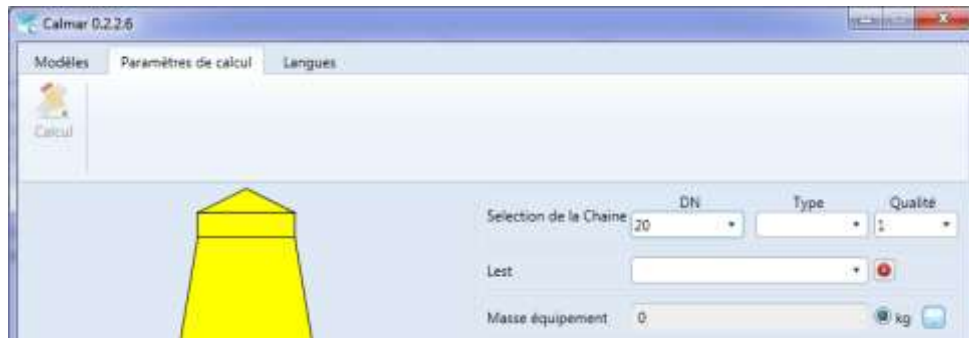 Calmar 0.2.2.6
Modèles Paramètres de calcul Langues
Calcul
DN Type Qualité
Selection de la Chaine 20 1
Lest
Masse équipement 0 kg